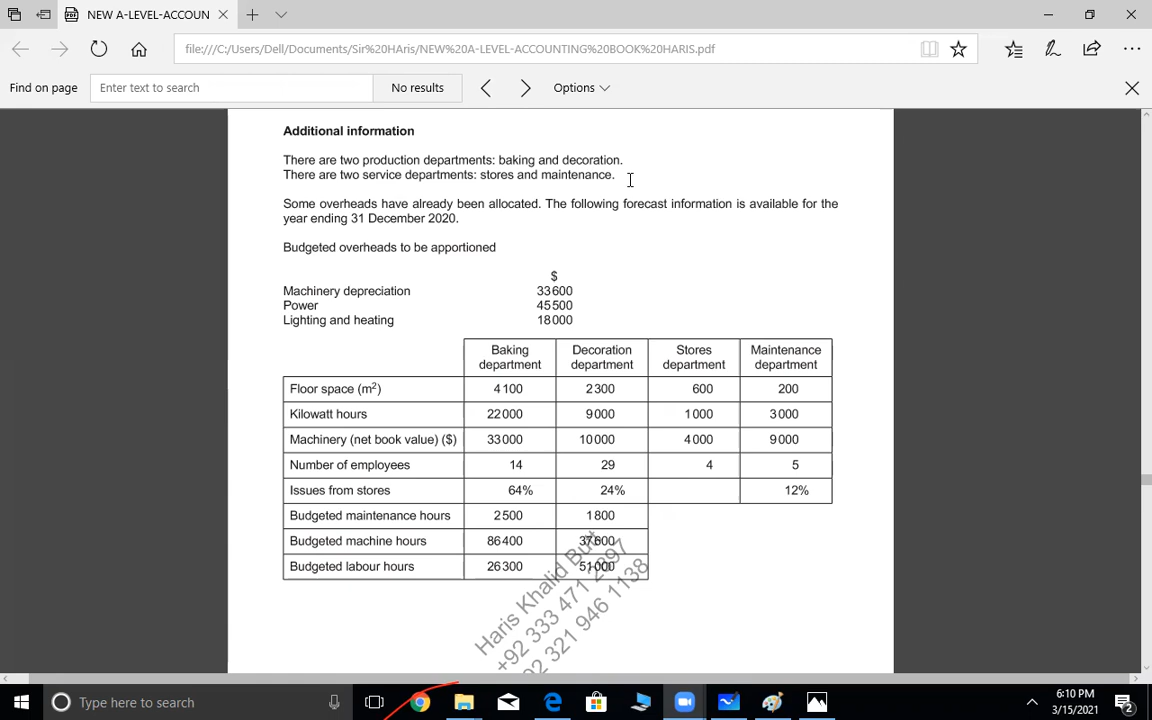 NEW A-LEVEL-ACCOUN
file:///C:/Users/Dell/Documents/Sir%20HAris/NEW%20A-LEVEL-ACCOUNTING%20BOOK%20HARIS.pdf
Find on page
Enter text to search
No results
Options
Additional information
There are two production departments: baking and decoration.
There are two service departments: stores and maintenance.
Some overheads have already been allocated. The following forecast information is available for the
year ending 31 December 2020.
Budgeted overheads to be apportioned
$
Machinery depreciation 33600
Power 45500
Lighting and heating 18000
Baking department Decoration department Stores department Maintenance department
Floor space (m²) 4100 2300 600 200
Kilowatt hours 22000 9000 1000 3000
Machinery (net book value) ($) 33000 10000 4000 9000
Number of employees 14 29 4 5
Issues from stores 64% 24% 12%
Budgeted maintenance hours 2500 1800
Budgeted machine hours 86400 37600
Budgeted labour hours 26300 51000
Haris Khalid Butt
+92 333 471 2897
92 321 946 1138
Type here to search
6:10 PM
3/15/2021
2